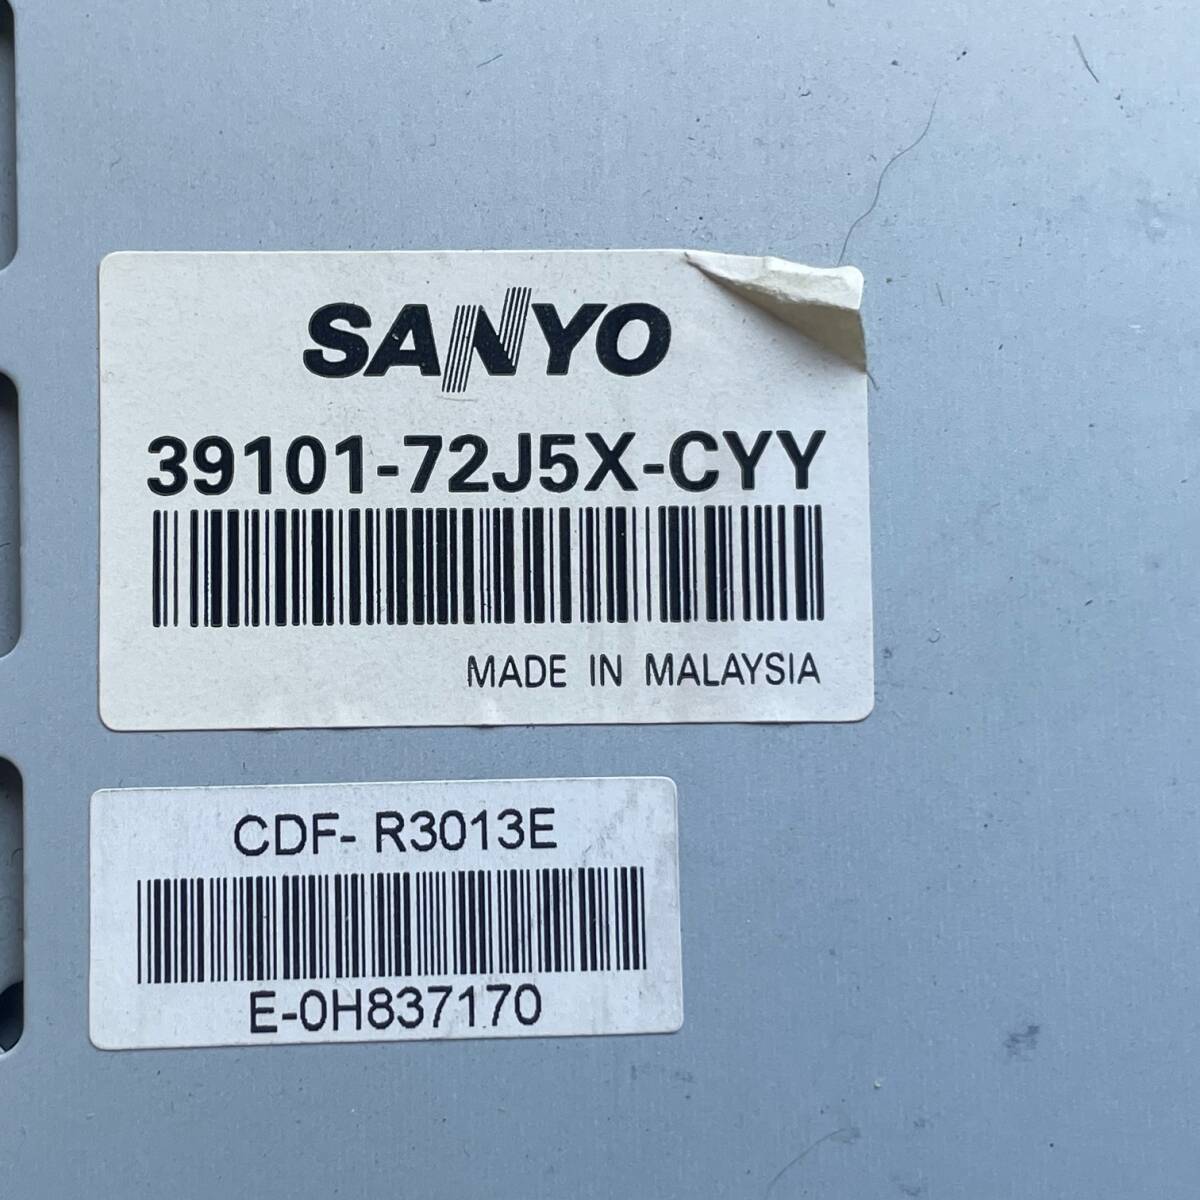 SANYO
39101-72J5X-CYY
MADE IN MALAYSIA
CDF- R3013E
E-0H837170